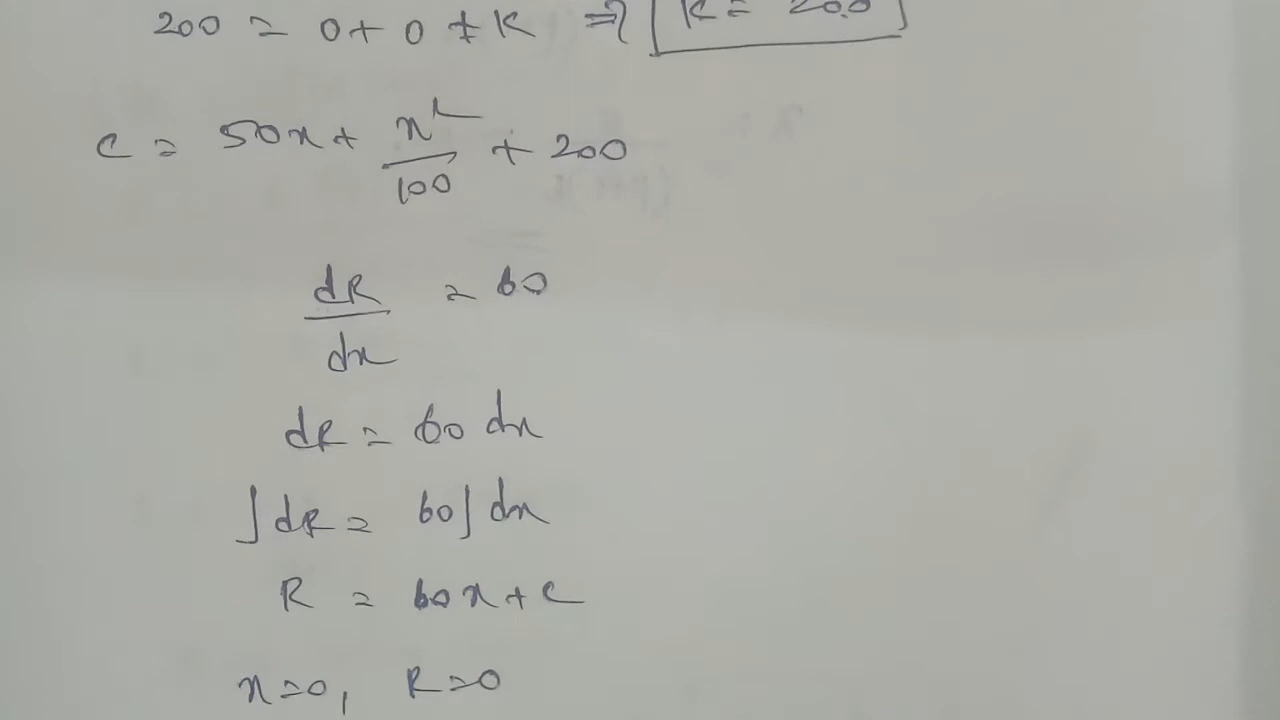 200 = 0 + 0 + K ⇒ K = 200
C = 50x + x²/100 + 200
dR/dx = 60
dR = 60 dx
∫dR = 60∫dx
R = 60x + c
x=0, R=0